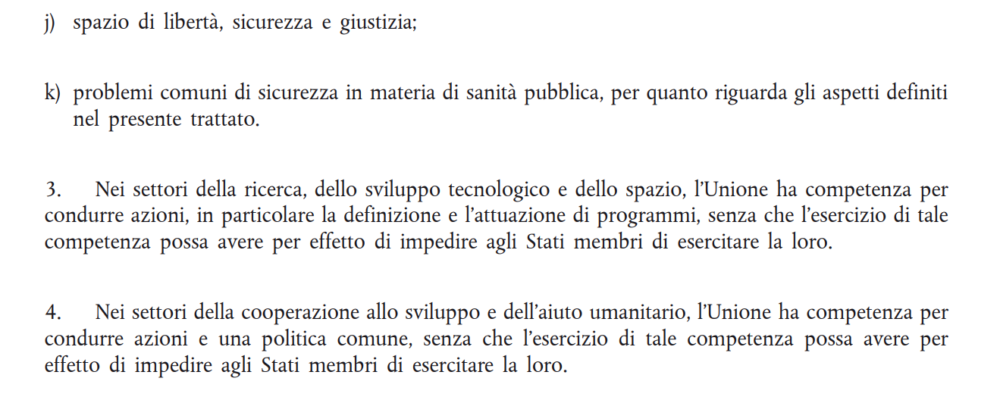 j) spazio di libertà, sicurezza e giustizia;
k) problemi comuni di sicurezza in materia di sanità pubblica, per quanto riguarda gli aspetti definiti
nel presente trattato.
3. Nei settori della ricerca, dello sviluppo tecnologico e dello spazio, l’Unione ha competenza per
condurre azioni, in particolare la definizione e l’attuazione di programmi, senza che l’esercizio di tale
competenza possa avere per effetto di impedire agli Stati membri di esercitare la loro.
4. Nei settori della cooperazione allo sviluppo e dell’aiuto umanitario, l’Unione ha competenza per
condurre azioni e una politica comune, senza che l’esercizio di tale competenza possa avere per
effetto di impedire agli Stati membri di esercitare la loro.